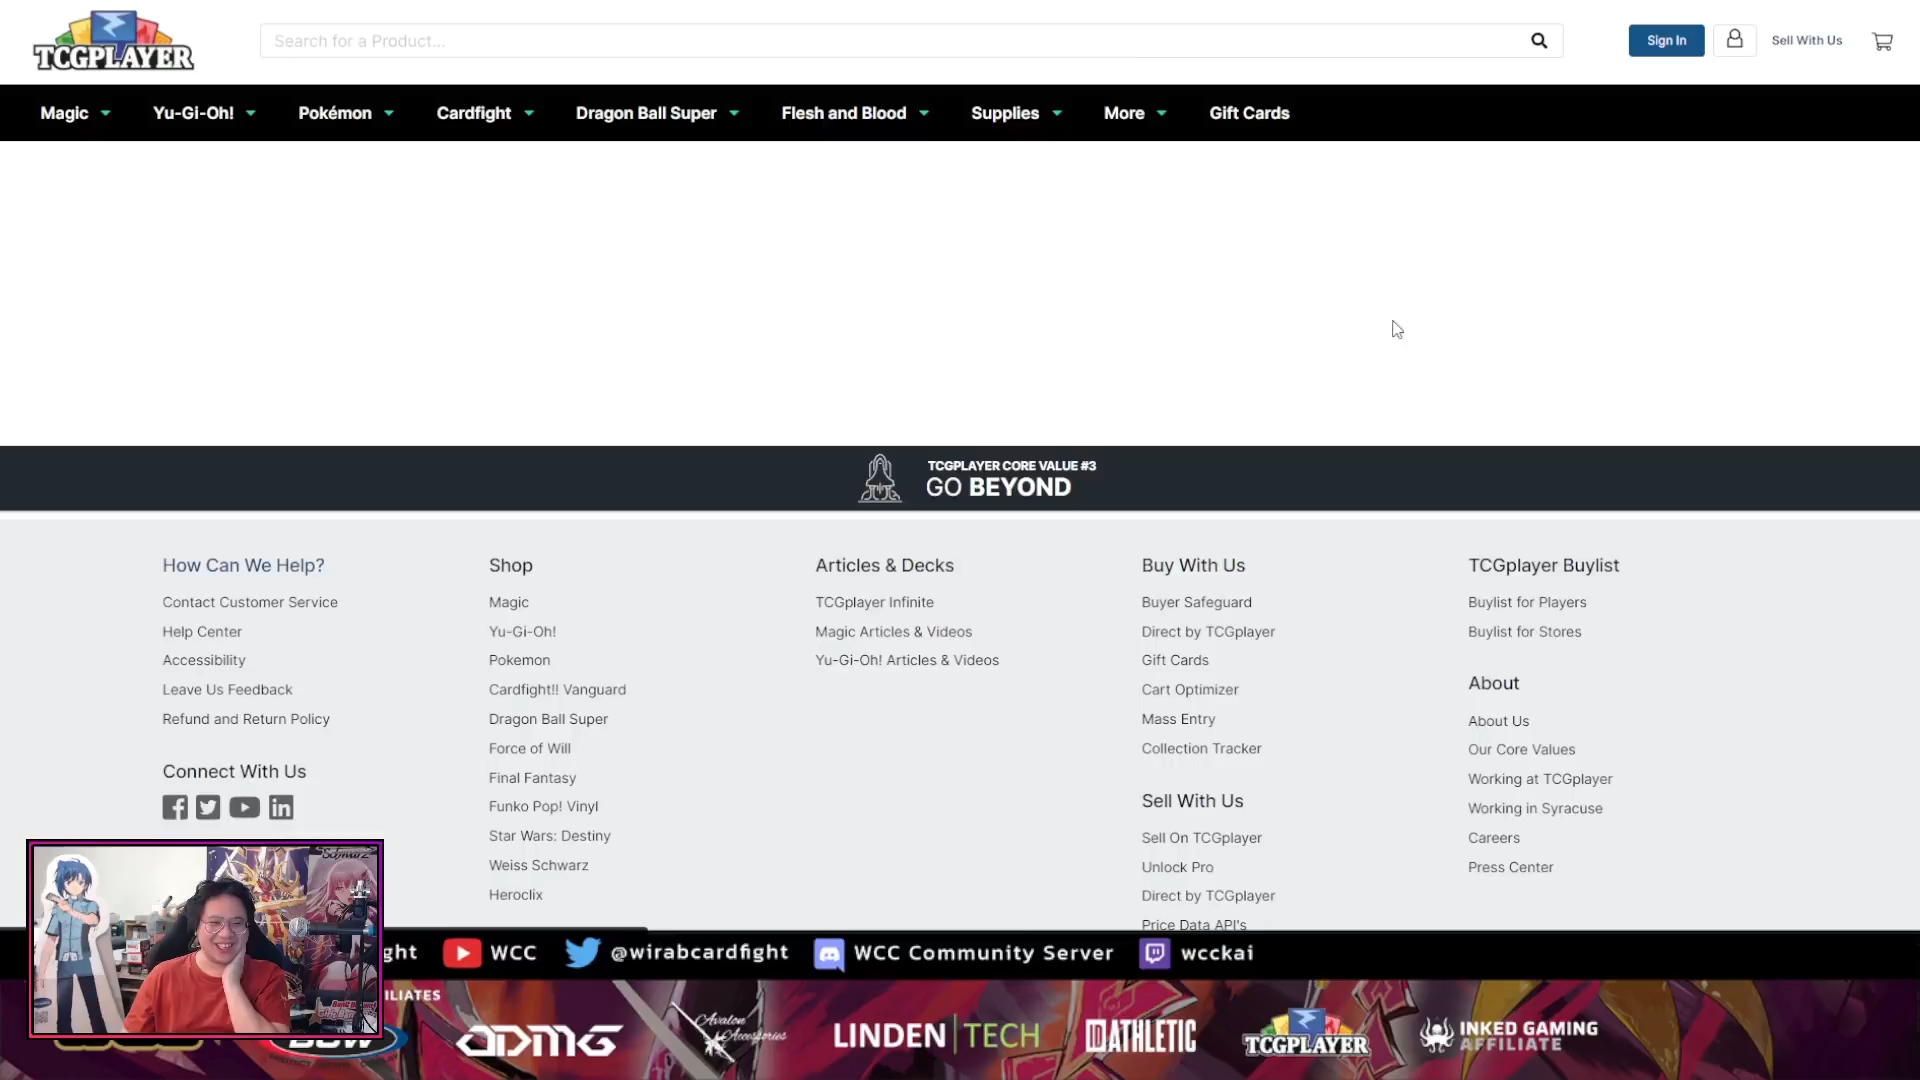 TCGPLAYER
Search for a Product...
Sign In
Sell With Us
Magic
Yu-Gi-Oh!
Pokémon
Cardfight
Dragon Ball Super
Flesh and Blood
Supplies
More
Gift Cards
TCGPLAYER CORE VALUE #3
GO BEYOND
How Can We Help?
Contact Customer Service
Help Center
Accessibility
Leave Us Feedback
Refund and Return Policy
Connect With Us
Shop
Magic
Yu-Gi-Oh!
Pokemon
Cardfight!! Vanguard
Dragon Ball Super
Force of Will
Final Fantasy
Funko Pop! Vinyl
Star Wars: Destiny
Weiss Schwarz
Heroclix
Articles & Decks
TCGplayer Infinite
Magic Articles & Videos
Yu-Gi-Oh! Articles & Videos
Buy With Us
Buyer Safeguard
Direct by TCGplayer
Gift Cards
Cart Optimizer
Mass Entry
Collection Tracker
Sell With Us
Sell On TCGplayer
Unlock Pro
Direct by TCGplayer
Price Data API's
TCGplayer Buylist
Buylist for Players
Buylist for Stores
About
About Us
Our Core Values
Working at TCGplayer
Working in Syracuse
Careers
Press Center
Schwarz
ght
WCC
@wirabcardfight
WCC Community Server
wcckai
ILIATES
BCW
ADMG
Avalon Accessories
LINDEN|TECH
ATHLETIC
TCGPLAYER
INKED GAMING
AFFILIATE